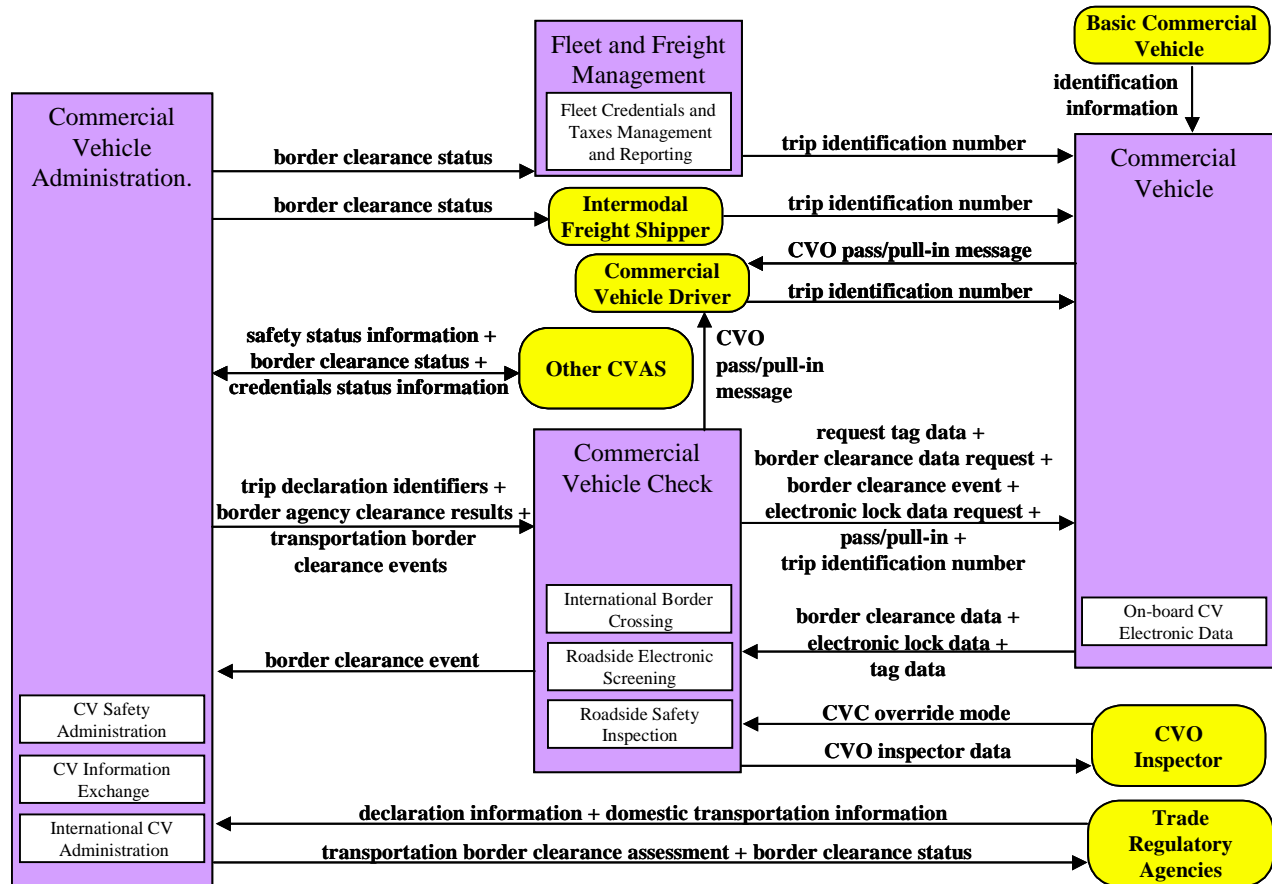 Basic Commercial
Vehicle
identification
information
Fleet and Freight
Management
Fleet Credentials and
Taxes Management
and Reporting
Commercial
Vehicle
Administration.
border clearance status
trip identification number
Commercial
Vehicle
border clearance status
Intermodal
Freight Shipper
trip identification number
CVO pass/pull-in message
Commercial
Vehicle Driver
trip identification number
safety status information +
border clearance status +
credentials status information
Other CVAS
CVO
pass/pull-in
message
Commercial
Vehicle Check
request tag data +
border clearance data request +
border clearance event +
electronic lock data request +
pass/pull-in +
trip identification number
trip declaration identifiers +
border agency clearance results +
transportation border
clearance events
International Border
Crossing
border clearance data +
electronic lock data +
tag data
On-board CV
Electronic Data
border clearance event
Roadside Electronic
Screening
CV Safety
Administration
Roadside Safety
Inspection
CVC override mode
CVO inspector data
CVO
Inspector
CV Information
Exchange
declaration information + domestic transportation information
International CV
Administration
transportation border clearance assessment + border clearance status
Trade
Regulatory
Agencies